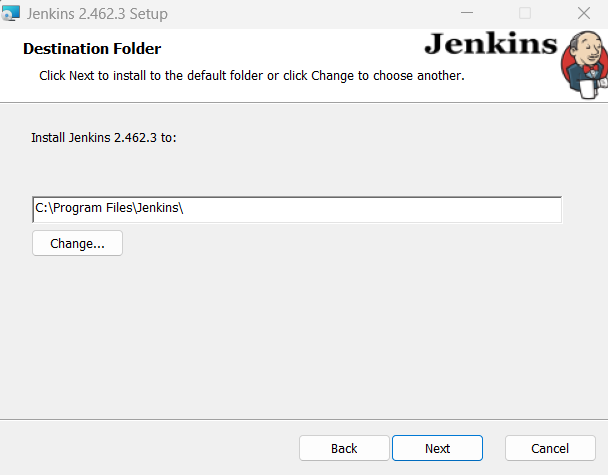 Jenkins 2.462.3 Setup
Destination Folder
Click Next to install to the default folder or click Change to choose another.
Jenkins
Install Jenkins 2.462.3 to:
C:\Program Files\Jenkins\
Change...
Back
Next
Cancel